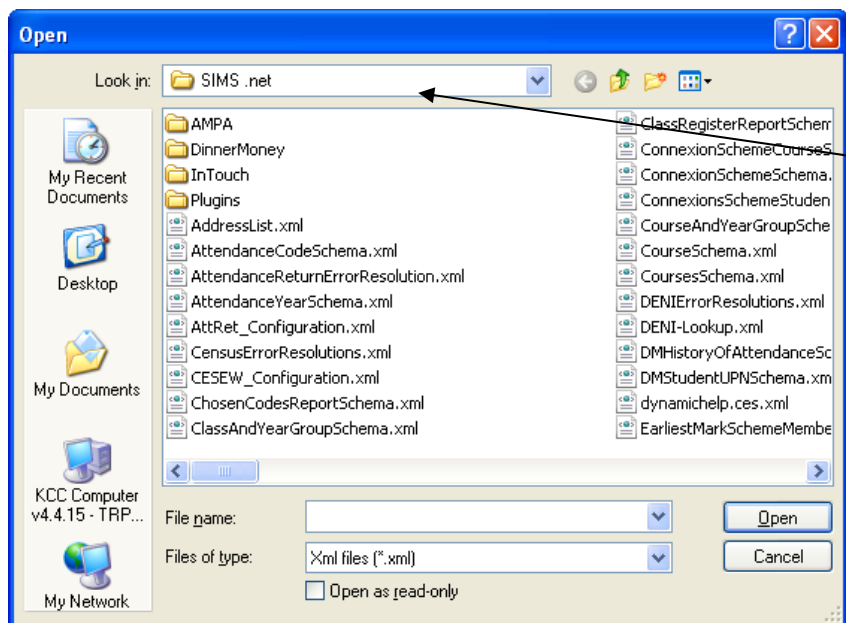 Open
Look in:
SIMS .net
My Recent
Documents
Desktop
My Documents
KCC Computer
v4.4.15 - TRP...
My Network
AMPA
DinnerMoney
InTouch
Plugins
AddressList.xml
AttendanceCodeSchema.xml
AttendanceReturnErrorResolution.xml
AttendanceYearSchema.xml
AttRet_Configuration.xml
CensusErrorResolutions.xml
CESEW_Configuration.xml
ChosenCodesReportSchema.xml
ClassAndYearGroupSchema.xml
ClassRegisterReportSchem
ConnexionSchemeCourseS
ConnexionSchemeSchema.
ConnexionsSchemeStuden
CourseAndYearGroupSche
CourseSchema.xml
CoursesSchema.xml
DENIErrorResolutions.xml
DENI-Lookup.xml
DMHistoryOfAttendanceSc
DMStudentUPNSchema.xm
dynamichelp.ces.xml
EarliestMarkSchemeMembe
File name:
Open
Files of type:
Xml files (*.xml)
Cancel
Open as read-only